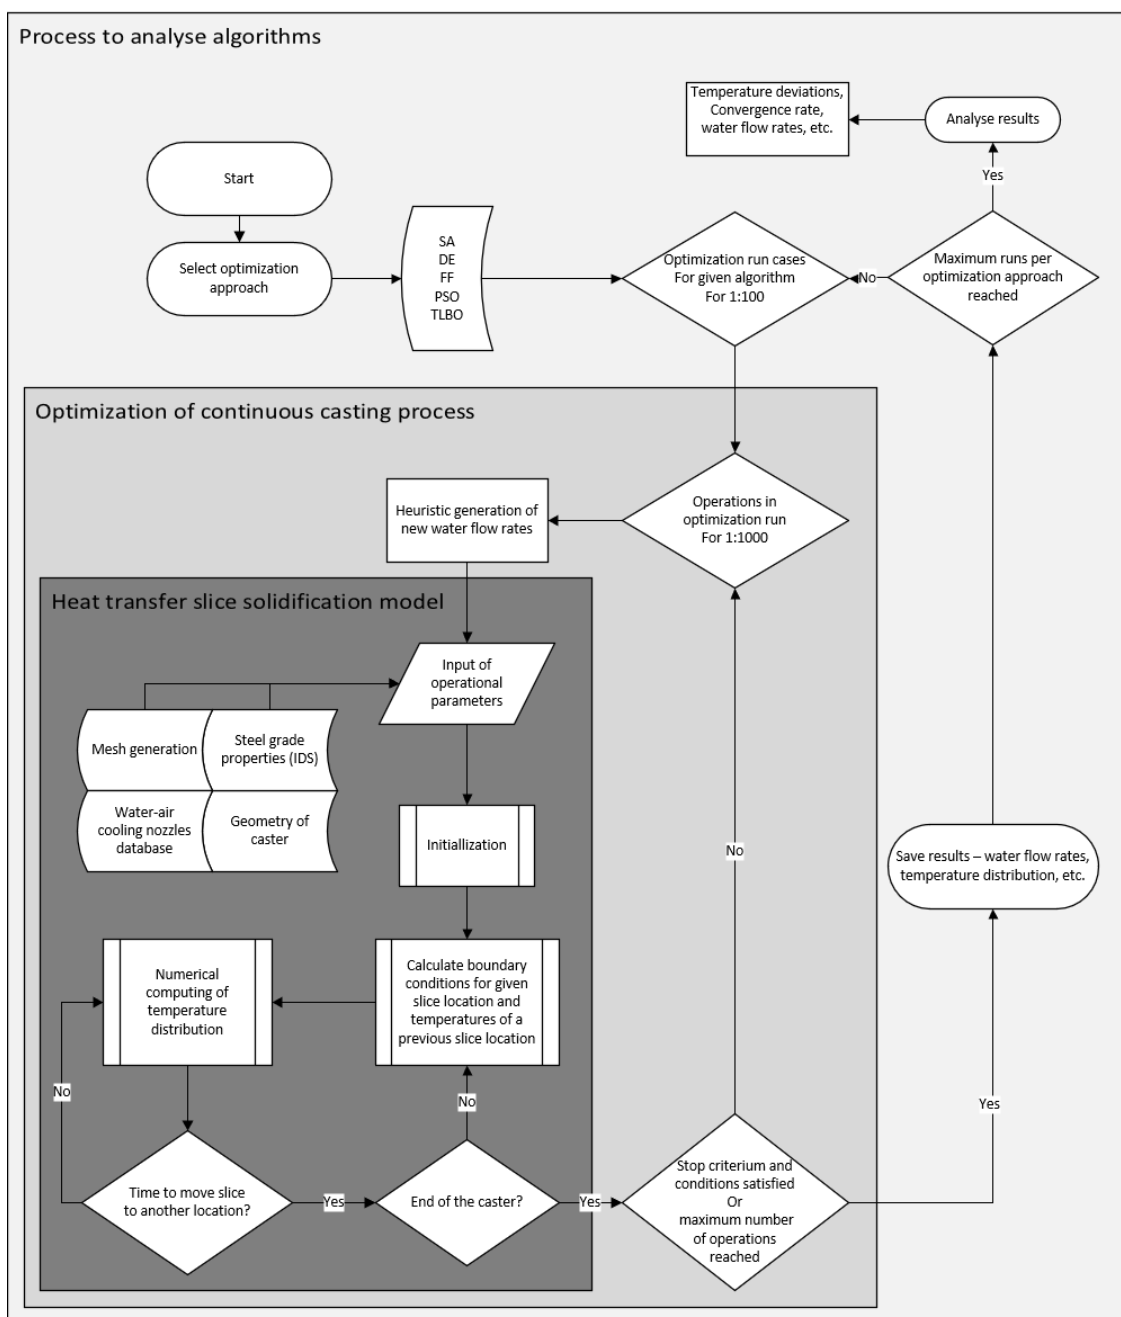 Process to analyse algorithms
Temperature deviations,
Convergence rate,
water flow rates, etc.
Analyse results
Start
Yes
Select optimization
approach
SA
DE
FF
PSO
TLBO
Optimization run cases
For given algorithm
For 1:100
No
Maximum runs per
optimization approach
reached
Optimization of continuous casting process
Heuristic generation of
new water flow rates
Operations in
optimization run
For 1:1000
Heat transfer slice solidification model
Input of
operational
parameters
Mesh generation
Steel grade
properties (IDS)
Water-air
cooling nozzles
database
Geometry of
caster
Initiallization
No
Save results – water flow rates,
temperature distribution, etc.
Numerical
computing of
temperature
distribution
Calculate boundary
conditions for given
slice location and
temperatures of a
previous slice location
No
No
Yes
Time to move slice
to another location?
Yes
End of the caster?
Yes
Stop criterium and
conditions satisfied
Or
maximum number
of operations
reached